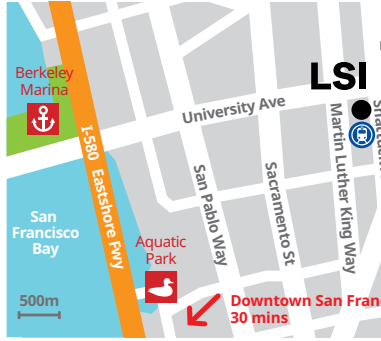 Berkeley
Marina
LSI
University Ave
I-580 Eastshore Fwy
San Pablo Way
Sacramento St
Martin Luther King Way
San
Francisco
Bay
Aquatic
Park
500m
Downtown San Fran
30 mins